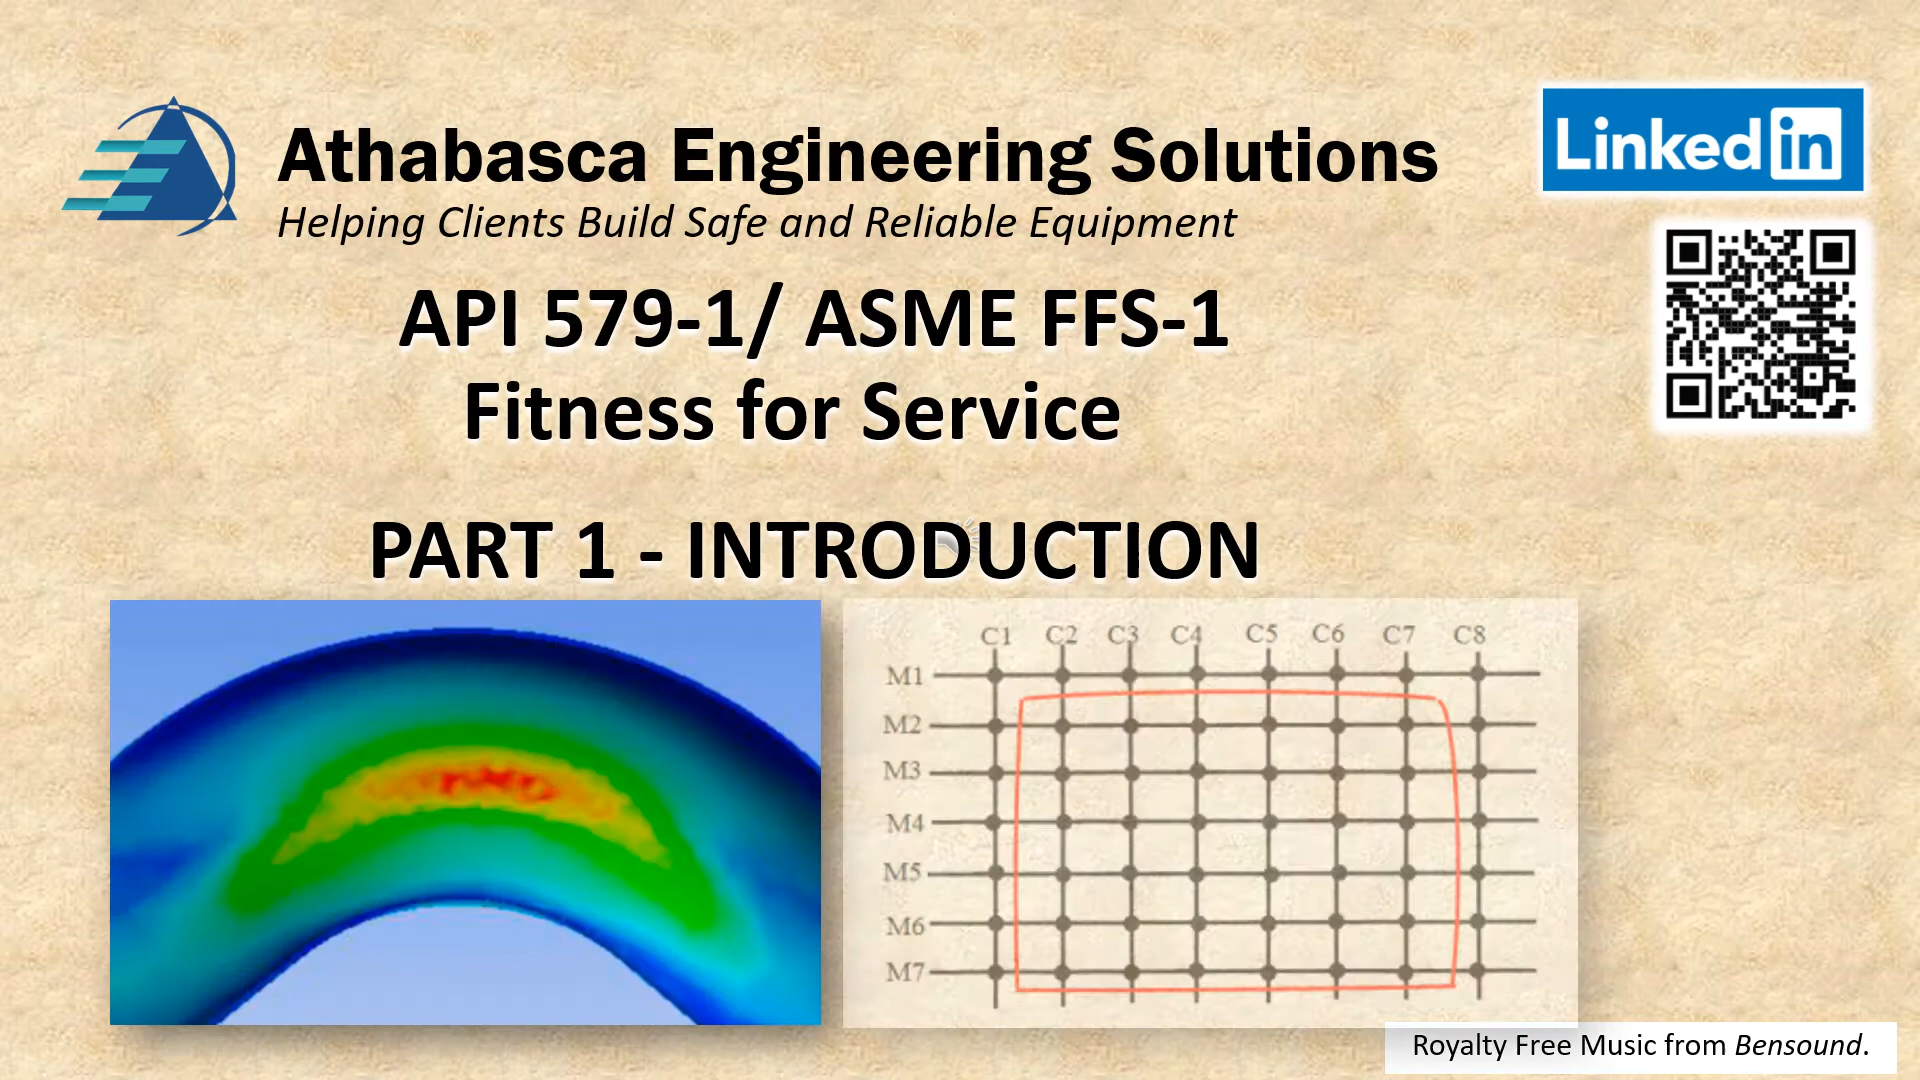 Athabasca Engineering Solutions
Helping Clients Build Safe and Reliable Equipment
Linked in
API 579-1/ ASME FFS-1
Fitness for Service
PART 1 - INTRODUCTION
C1 C2 C3 C4 C5 C6 C7 C8
M1
M2
M3
M4
M5
M6
M7
Royalty Free Music from Bensound.